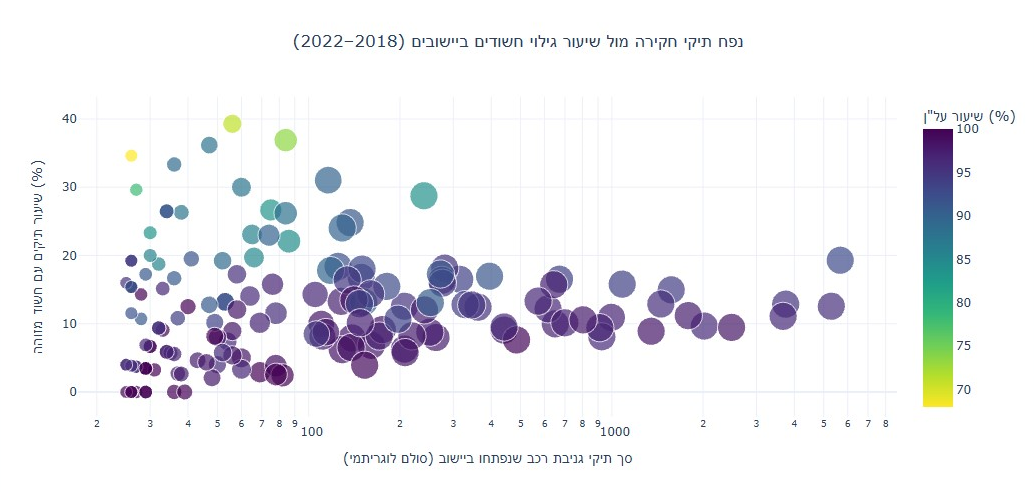 נפח תיקי חקירה מול שיעור גילוי חשודים ביישובים (2018–2022)
שיעור על"ן (%)
100
95
90
85
80
75
70
שיעור תיקים עם חשוד מזוהה (%)
40
30
20
10
0
2 3 4 5 6 7 8 9 100 2 3 4 5 6 7 8 9 1000 2 3 4 5 6 7 8
סך תיקי גניבת רכב שנפתחו ביישוב (סולם לוגריתמי)